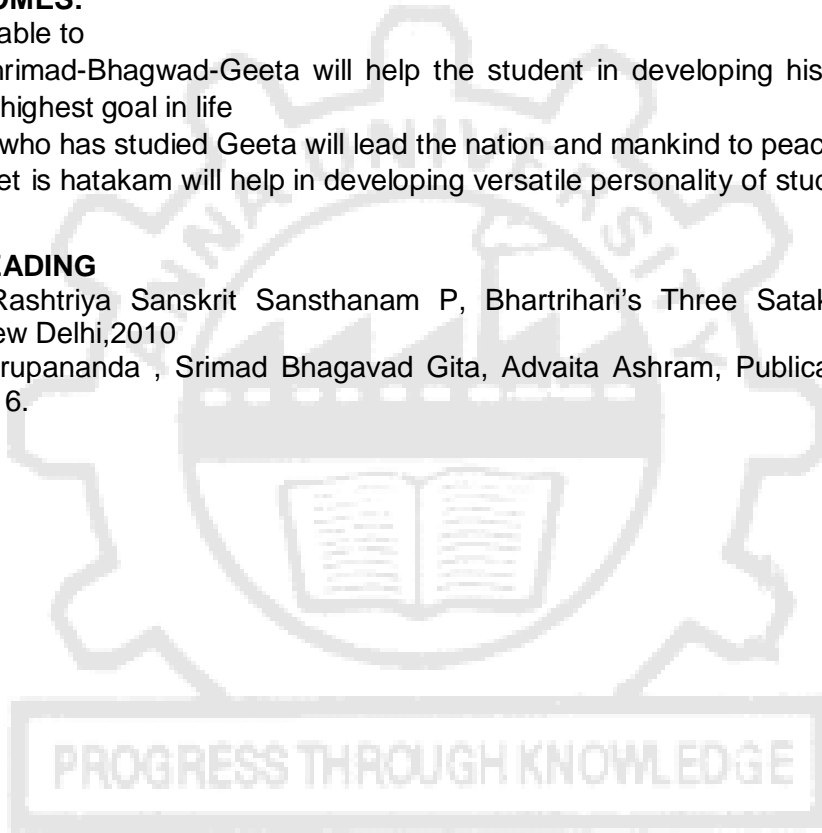 OMES:
able to
rimad-Bhagwad-Geeta will help the student in developing his
highest goal in life
who has studied Geeta will lead the nation and mankind to peac
et is hatakam will help in developing versatile personality of stud
EADING
Rashtriya Sanskrit Sansthanam P, Bhartrihari's Three Satak
ew Delhi,2010
rupananda , Srimad Bhagavad Gita, Advaita Ashram, Publica
6.
ANNA UNIVERSITY
PROGRESS THROUGH KNOWLEDGE